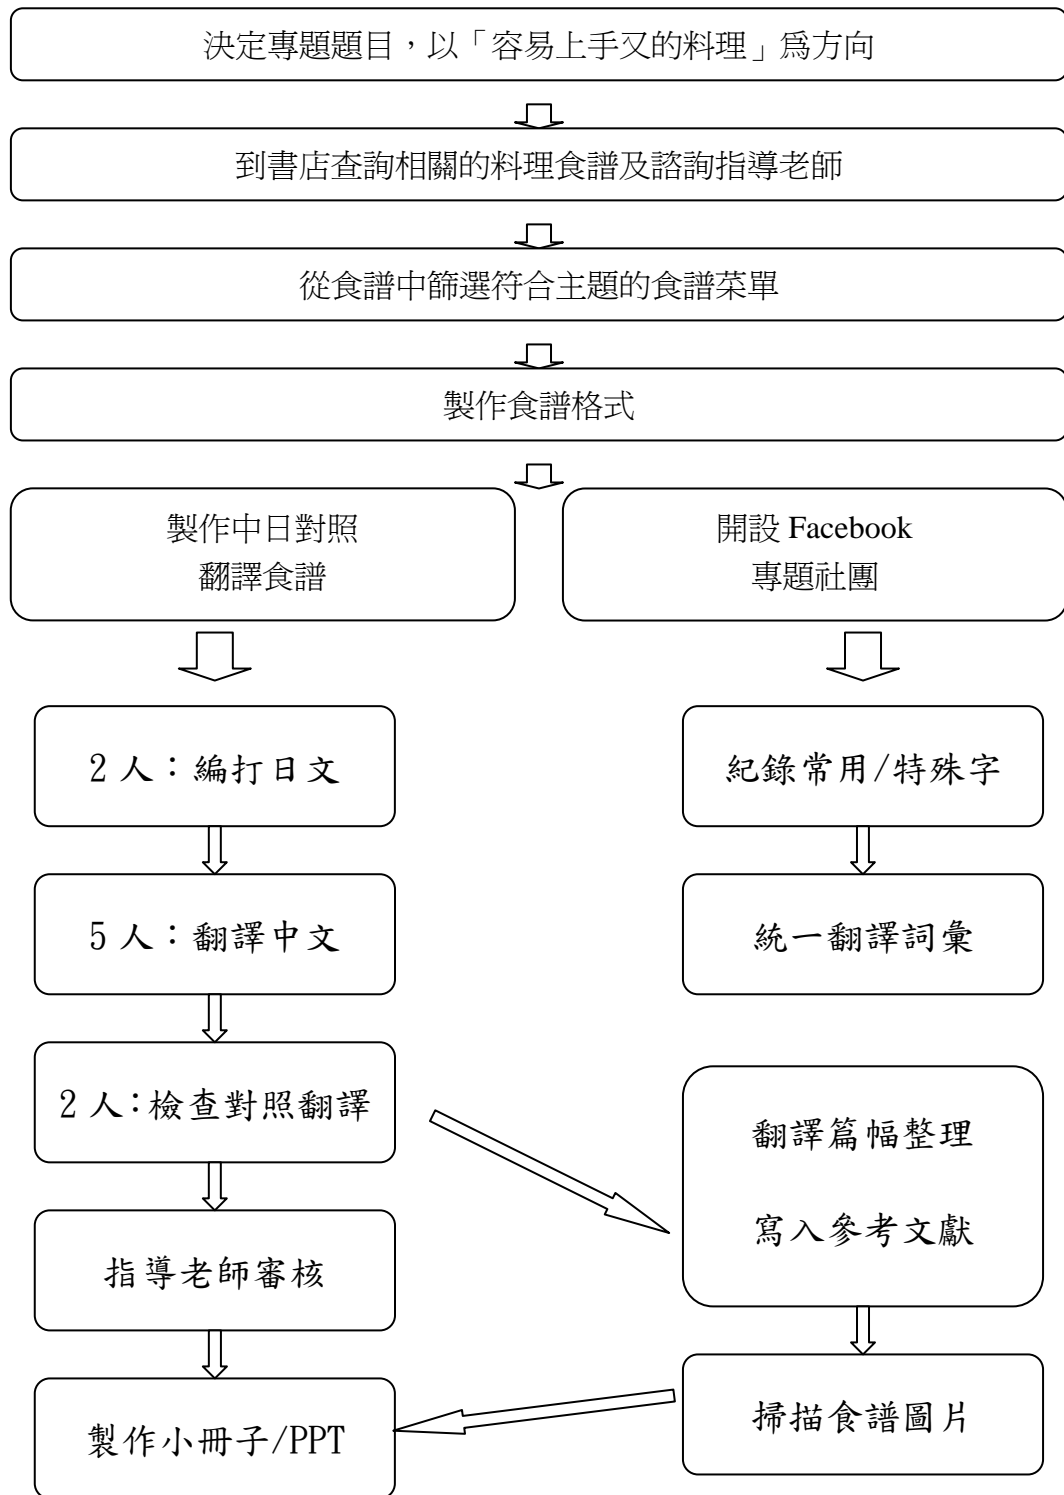 決定專題題目，以「容易上手又的料理」為方向
到書店查詢相關的料理食譜及諮詢指導老師
從食譜中篩選符合主題的食譜菜單
製作食譜格式
製作中日對照
翻譯食譜
開設 Facebook
專題社團
2 人：編打日文
5 人：翻譯中文
2 人：檢查對照翻譯
指導老師審核
製作小冊子/PPT
紀錄常用/特殊字
統一翻譯詞彙
翻譯篇幅整理
寫入參考文獻
掃描食譜圖片